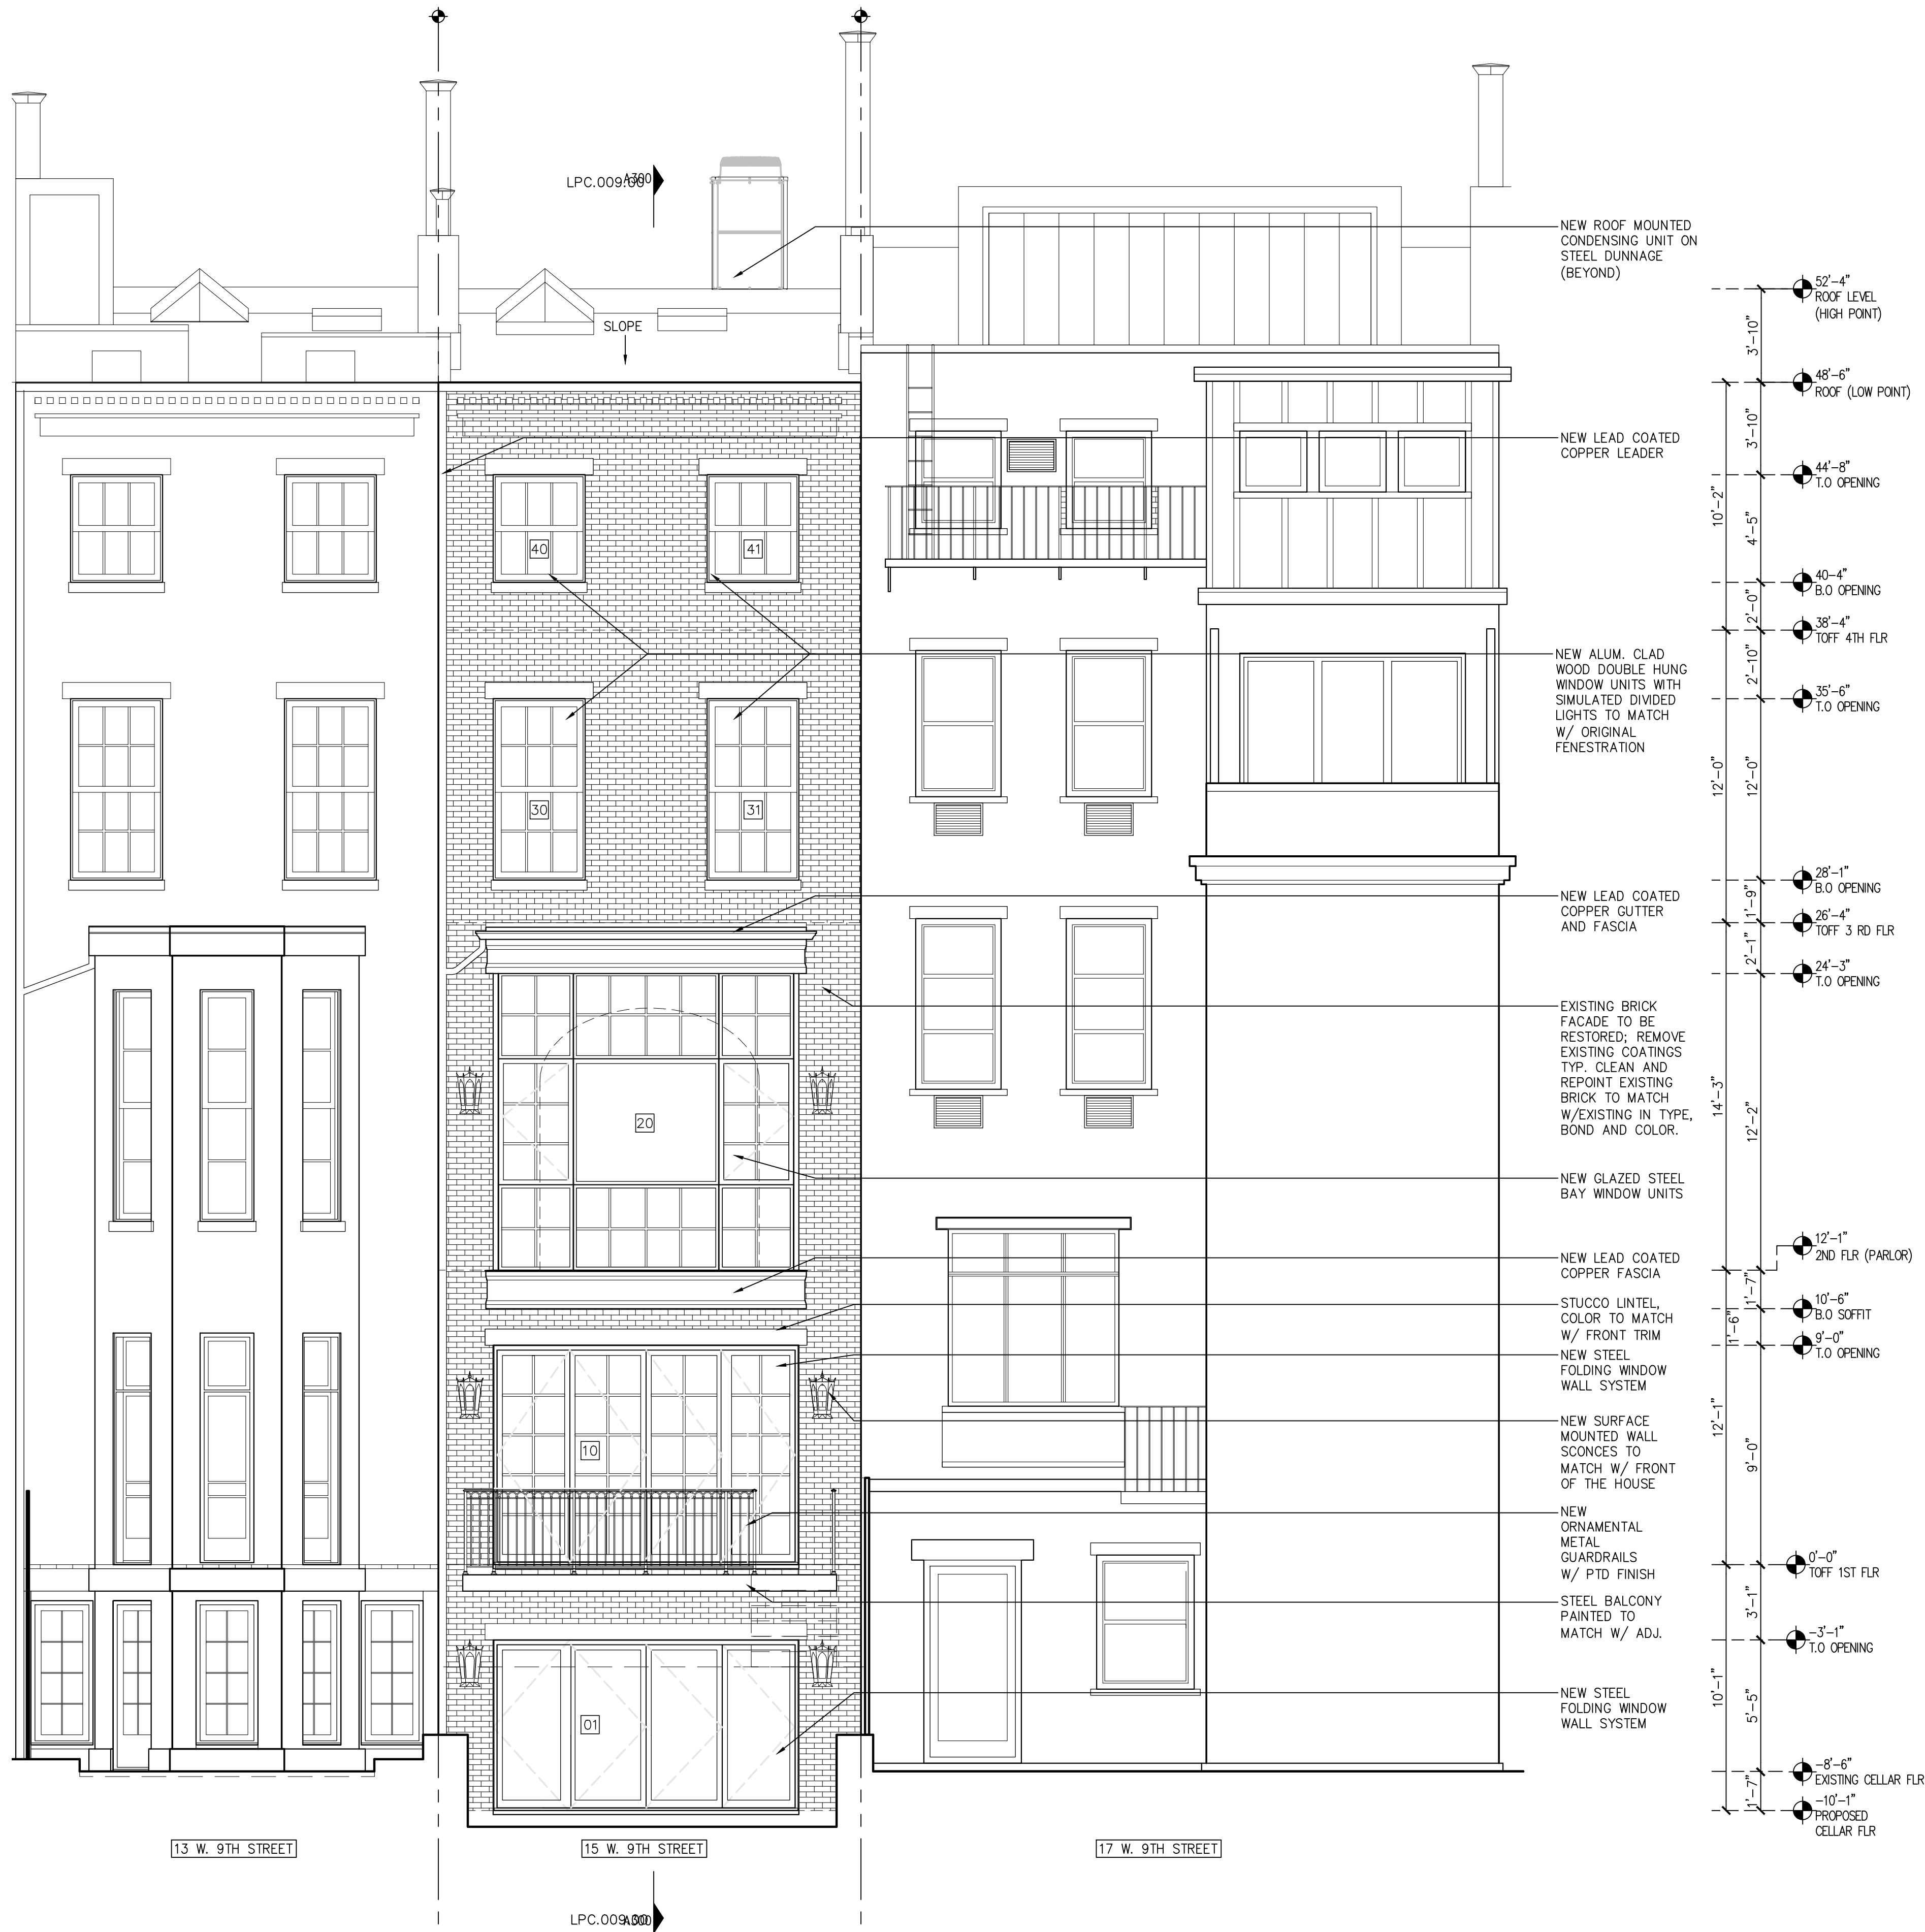 LPC.009.00
A300
NEW ROOF MOUNTED
CONDENSING UNIT ON
STEEL DUNNAGE
(BEYOND)
SLOPE
NEW LEAD COATED
COPPER LEADER
40
41
NEW ALUM. CLAD
WOOD DOUBLE HUNG
WINDOW UNITS WITH
SIMULATED DIVIDED
LIGHTS TO MATCH
W/ ORIGINAL
FENESTRATION
30
31
NEW LEAD COATED
COPPER GUTTER
AND FASCIA
EXISTING BRICK
FACADE TO BE
RESTORED; REMOVE
EXISTING COATINGS
TYP. CLEAN AND
REPOINT EXISTING
BRICK TO MATCH
W/EXISTING IN TYPE,
BOND AND COLOR.
20
NEW GLAZED STEEL
BAY WINDOW UNITS
NEW LEAD COATED
COPPER FASCIA
STUCCO LINTEL,
COLOR TO MATCH
W/ FRONT TRIM
NEW STEEL
FOLDING WINDOW
WALL SYSTEM
10
NEW SURFACE
MOUNTED WALL
SCONCES TO
MATCH W/ FRONT
OF THE HOUSE
NEW
ORNAMENTAL
METAL
GUARDRAILS
W/ PTD FINISH
STEEL BALCONY
PAINTED TO
MATCH W/ ADJ.
01
NEW STEEL
FOLDING WINDOW
WALL SYSTEM
10'-2"
12'-0"
14'-3"
1'-6"
12'-1"
10'-1"
3'-10"
3'-10"
4'-5"
2'-0"
2'-10"
12'-0"
1'-9"
2'-1"
12'-2"
1'-7"
9'-0"
3'-1"
5'-5"
1'-7"
52'-4"
ROOF LEVEL
(HIGH POINT)
48'-6"
ROOF (LOW POINT)
44'-8"
T.O OPENING
40-4"
B.O OPENING
38'-4"
TOFF 4TH FLR
35'-6"
T.O OPENING
28'-1"
B.O OPENING
26'-4"
TOFF 3 RD FLR
24'-3"
T.O OPENING
12'-1"
2ND FLR (PARLOR)
10'-6"
B.O SOFFIT
9'-0"
T.O OPENING
0'-0"
TOFF 1ST FLR
-3'-1"
T.O OPENING
-8'-6"
EXISTING CELLAR FLR
-10'-1"
PROPOSED
CELLAR FLR
13 W. 9TH STREET
15 W. 9TH STREET
17 W. 9TH STREET
LPC.009.00
A300